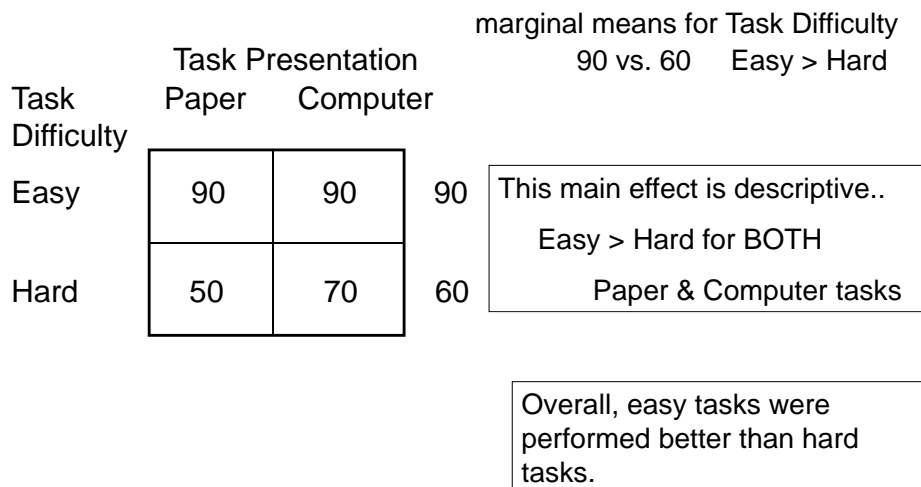 marginal means for Task Difficulty
90 vs. 60 Easy > Hard
Task Presentation
Task Paper Computer
Difficulty
Easy 90 90 90
Hard 50 70 60
This main effect is descriptive..
Easy > Hard for BOTH
Paper & Computer tasks
Overall, easy tasks were
performed better than hard
tasks.